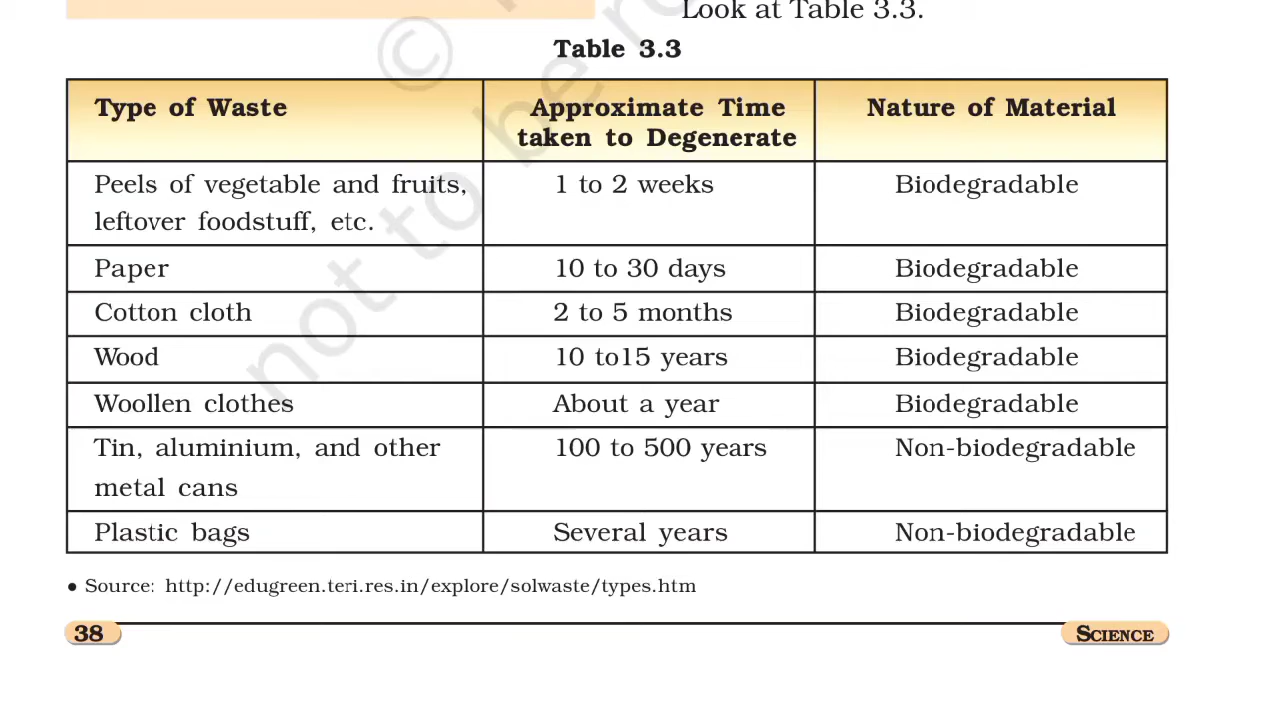 Look at Table 3.3.
Table 3.3
Type of Waste
Approximate Time
taken to Degenerate
Nature of Material
Peels of vegetable and fruits,
leftover foodstuff, etc.
1 to 2 weeks
Biodegradable
Paper
10 to 30 days
Biodegradable
Cotton cloth
2 to 5 months
Biodegradable
Wood
10 to15 years
Biodegradable
Woollen clothes
About a year
Biodegradable
Tin, aluminium, and other
metal cans
100 to 500 years
Non-biodegradable
Plastic bags
Several years
Non-biodegradable
• Source: http://edugreen.teri.res.in/explore/solwaste/types.htm
38
SCIENCE
©
not to be